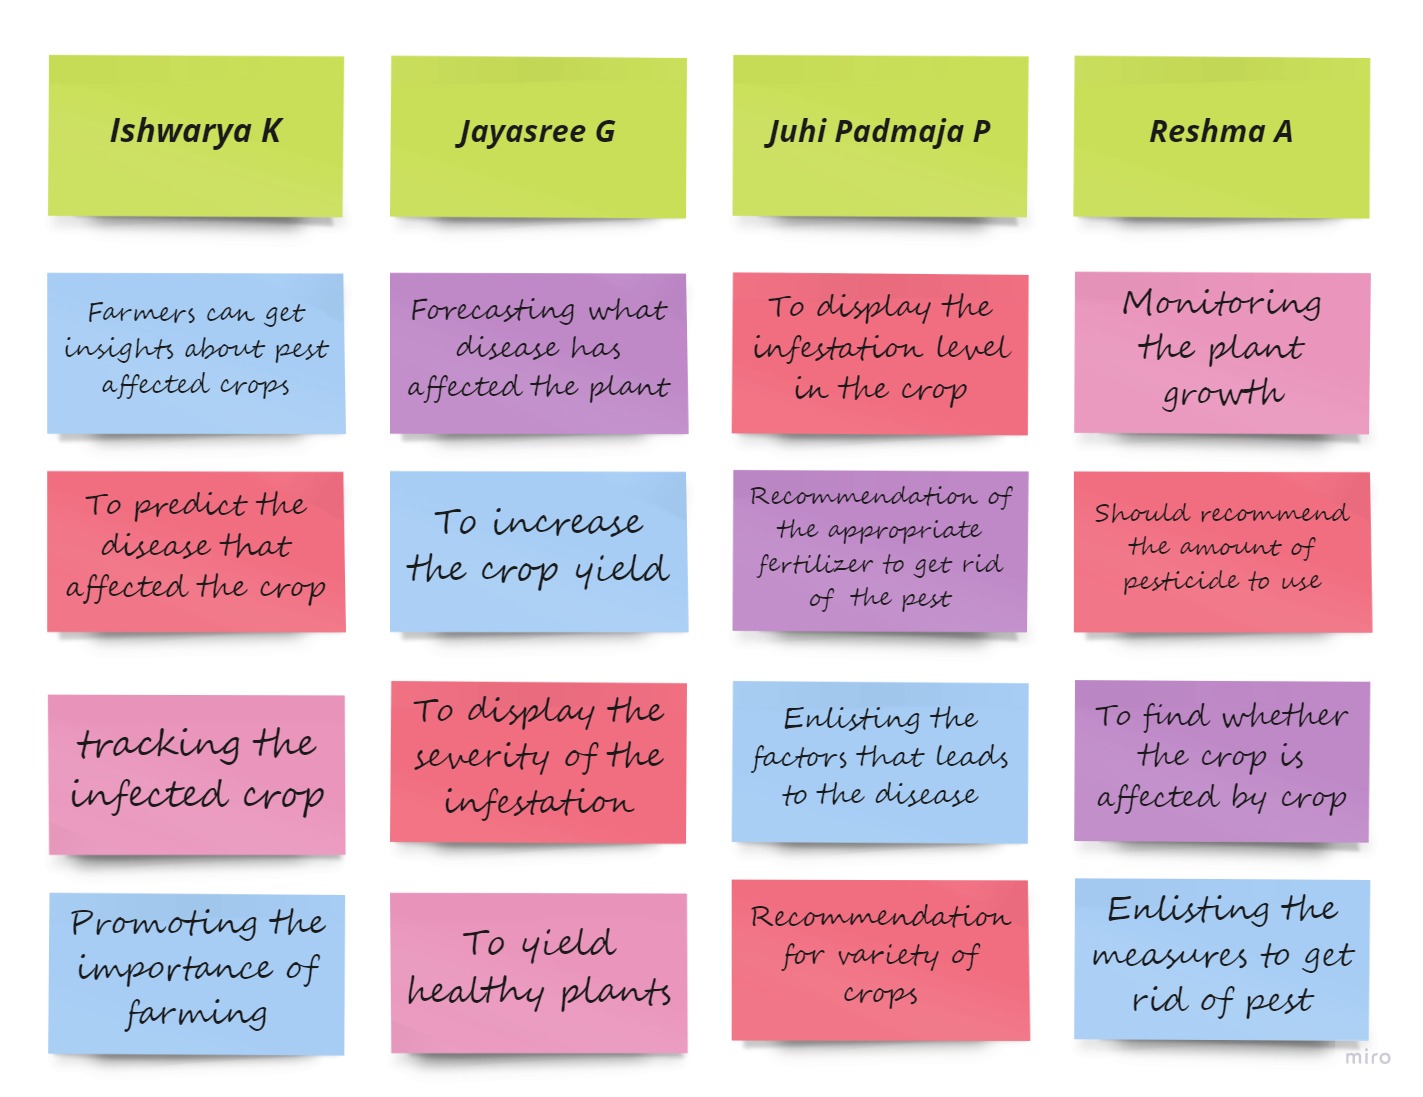 Ishwarya K
Jayasree G
Juhi Padmaja P
Reshma A
Farmers can get
insights about pest
affected crops
Forecasting what
disease has
affected the plant
To display the
infestation level
in the crop
Monitoring
the plant
growth
To predict the
disease that
affected the crop
To increase
the crop yield
Recommendation of
the appropriate
fertilizer to get rid
of the pest
Should recommend
the amount of
pesticide to use
tracking the
infected crop
To display the
severity of the
infestation
Enlisting the
factors that leads
to the disease
To find whether
the crop is
affected by crop
Promoting the
importance of
farming
To yield
healthy plants
Recommendation
for variety of
crops
Enlisting the
measures to get
rid of pest
miro